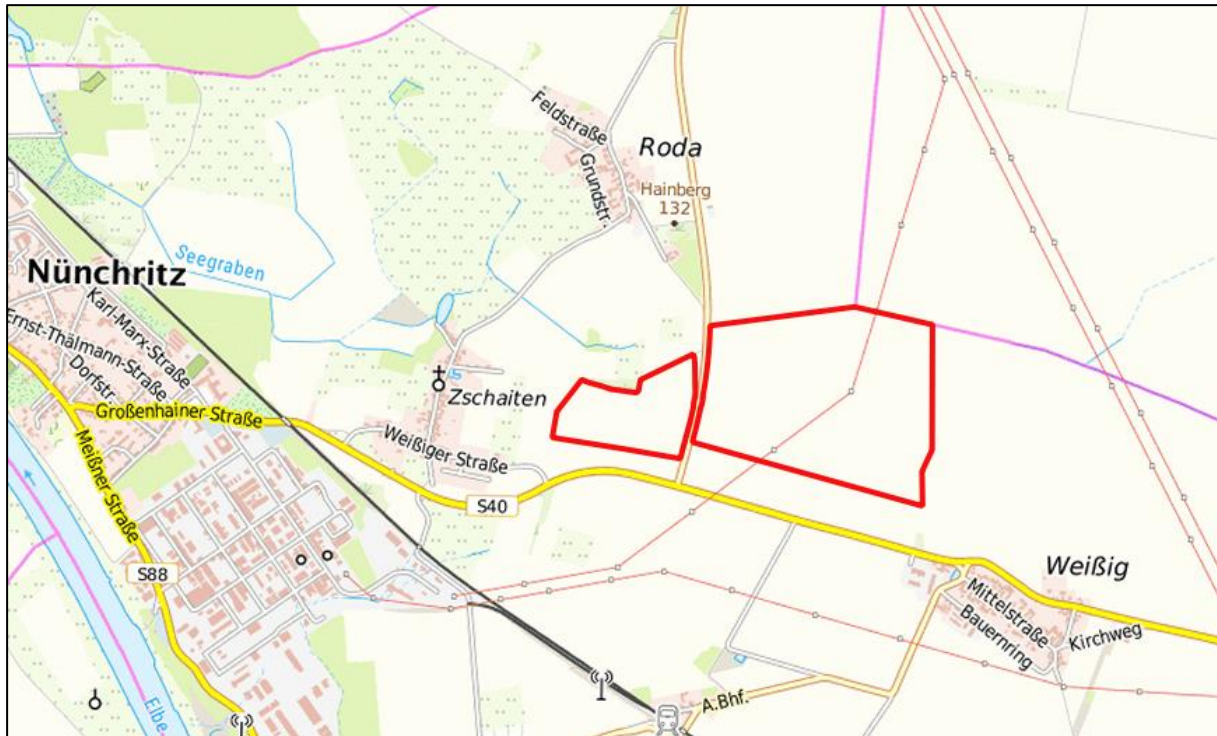 Feldstraße
Roda
Grundstr.
Hainberg
132
Seegraben
Nünchritz
Karl-Marx-Straße
Ernst-Thälmann-Straße
Dorfstr
Zschaiten
Großenhainer Straße
Weißiger Straße
Meißner Straße
S40
S88
Weißig
Mittelstraße
Bauernring
Kirchweg
A.Bhf.
Elbe